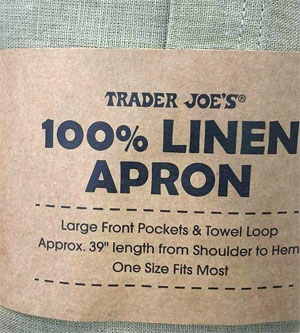 TRADER JOE'S®
100% LINEN
APRON
Large Front Pockets & Towel Loop
Approx. 39" length from Shoulder to Hem
One Size Fits Most